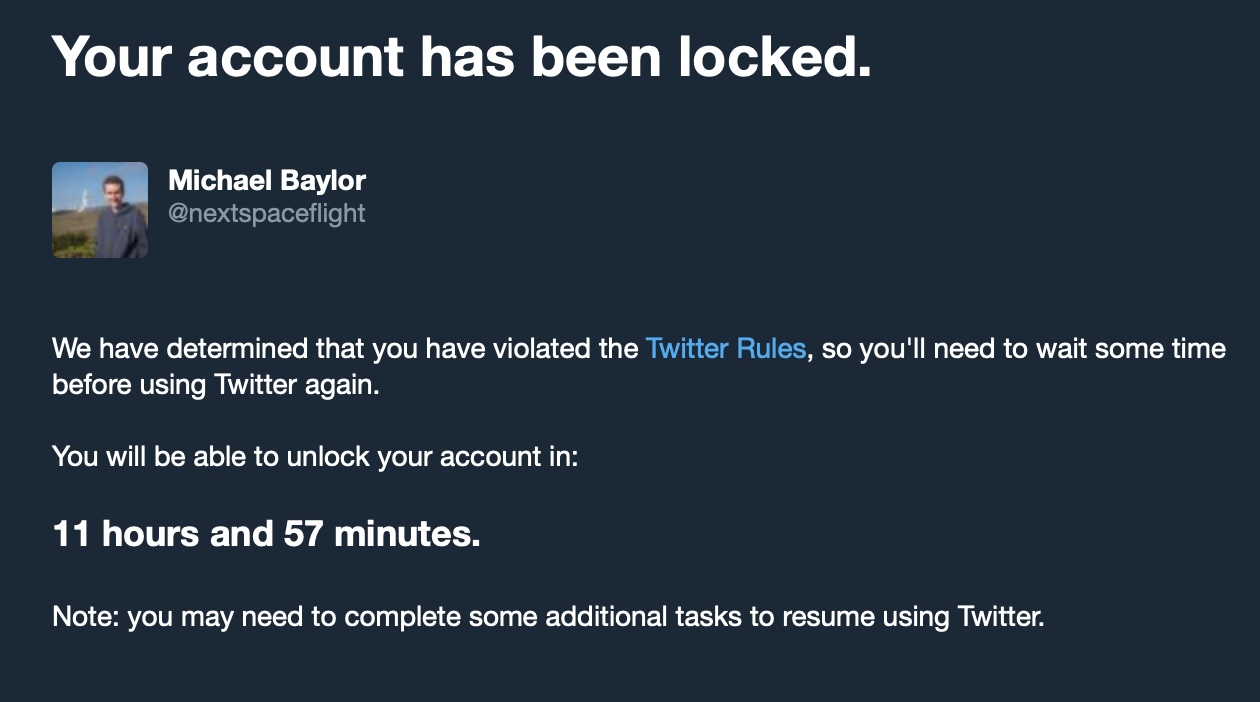 Your account has been locked.
Michael Baylor
@nextspaceflight
We have determined that you have violated the Twitter Rules, so you'll need to wait some time
before using Twitter again.
You will be able to unlock your account in:
11 hours and 57 minutes.
Note: you may need to complete some additional tasks to resume using Twitter.